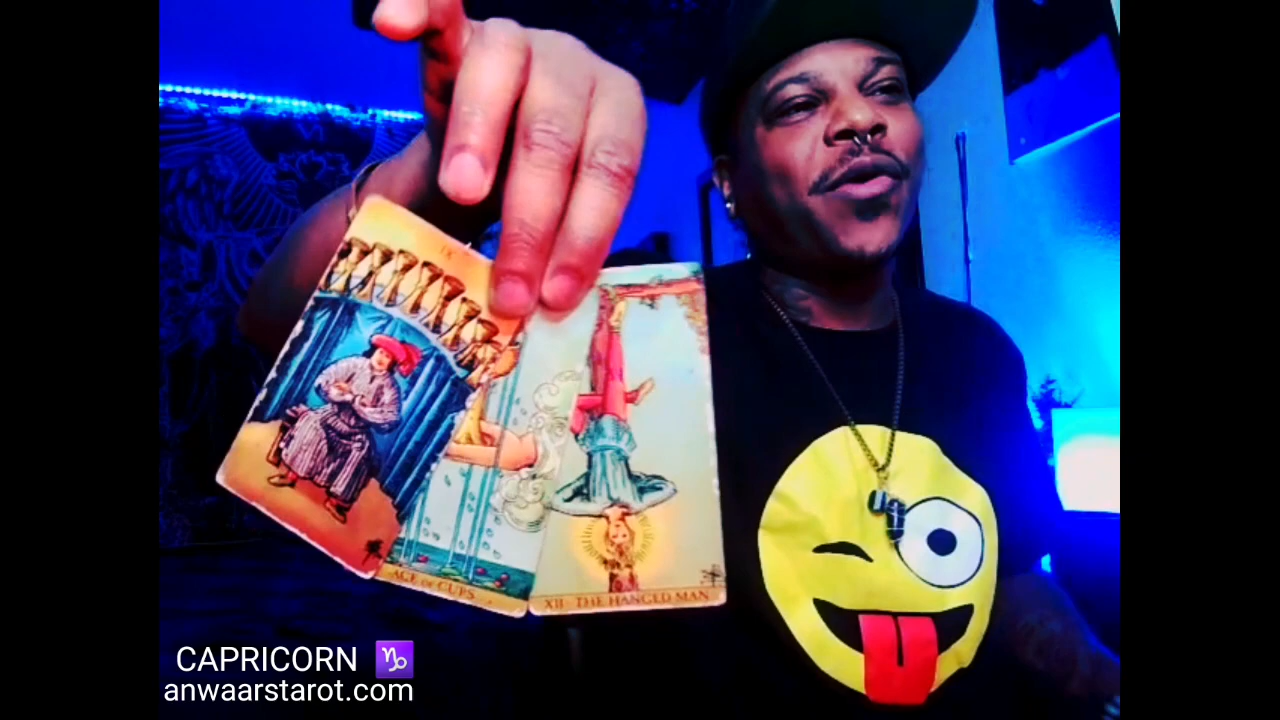 IX
ACE OF CUPS
XII THE HANGED MAN
CAPRICORN ♑
anwaarstarot.com